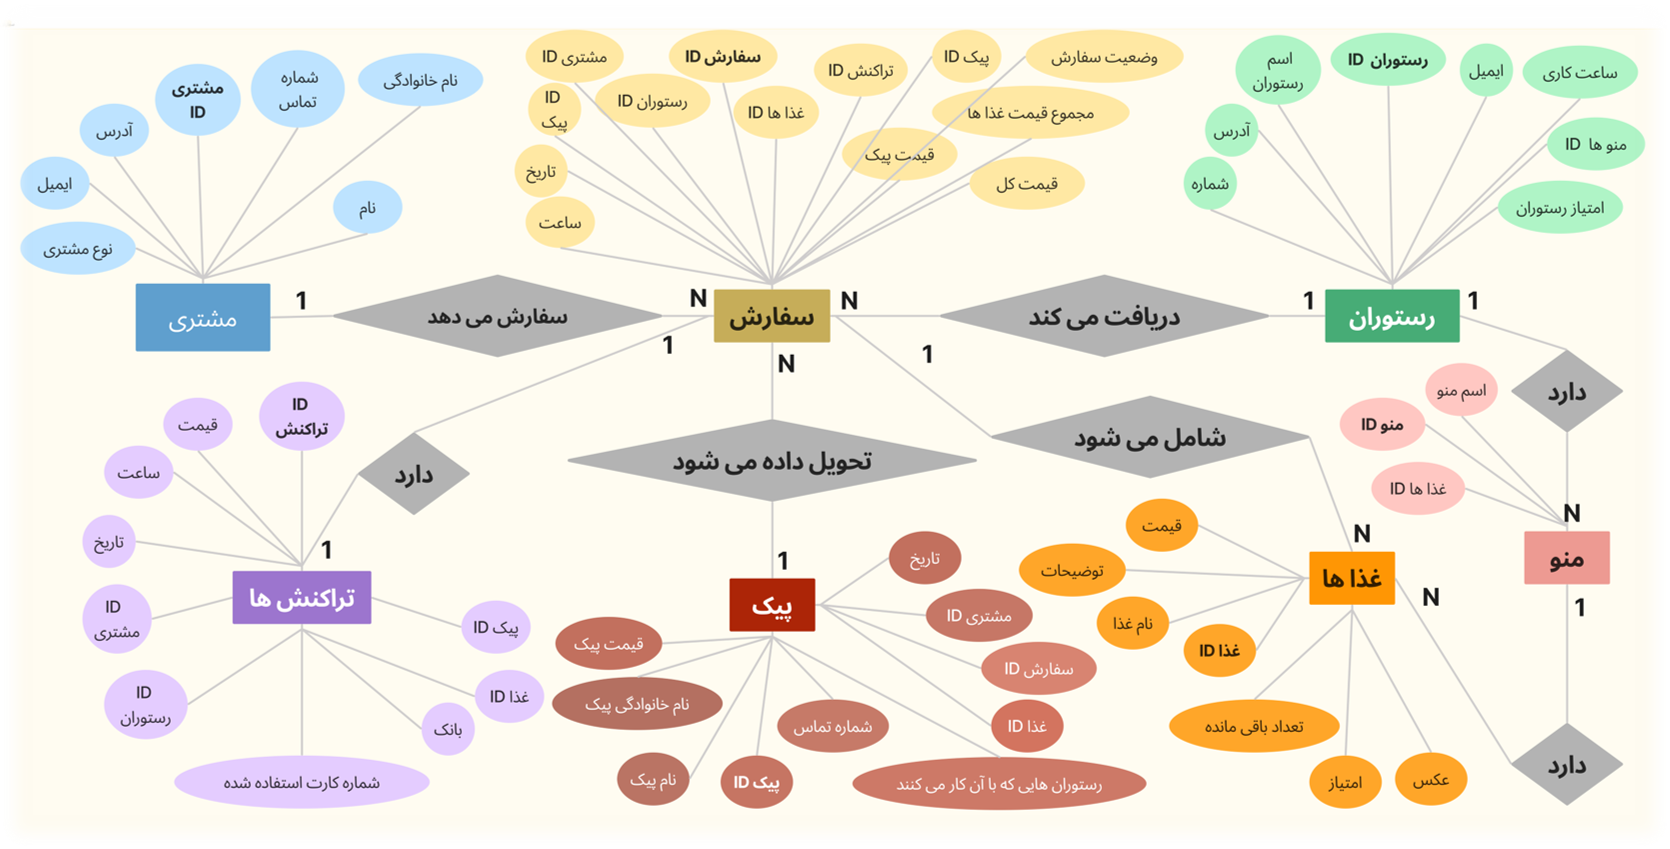 نام خانوادگی
شماره
تماس
مشتری
ID
آدرس
ایمیل
نوع مشتری
نام
مشتری
1
سفارش می دهد
N
مشتری ID
سفارش ID
رستوران ID
ID
پیک
تاریخ
ساعت
غذا ها ID
تراکنش ID
پیک ID
وضعیت سفارش
مجموع قیمت غذا ها
قیمت پیک
قیمت کل
سفارش
N
دریافت می کند
1
اسم
رستوران
رستوران ID
ایمیل
ساعت کاری
آدرس
شماره
منو ها ID
امتیاز رستوران
رستوران
1
دارد
اسم منو
منو ID
غذا ها ID
N
منو
1
دارد
N
1
شامل می شود
N
غذا ها
قیمت
توضیحات
نام غذا
غذا ID
تعداد باقی مانده
امتیاز
عکس
N
تحویل داده می شود
1
پیک
تاریخ
مشتری ID
سفارش ID
غذا ID
رستوران هایی که با آن کار می کنند
شماره تماس
پیک ID
نام پیک
نام خانوادگی پیک
قیمت پیک
1
دارد
1
تراکنش ها
ID
تراکنش
قیمت
ساعت
تاریخ
ID
مشتری
ID
رستوران
شماره کارت استفاده شده
بانک
غذا ID
پیک ID